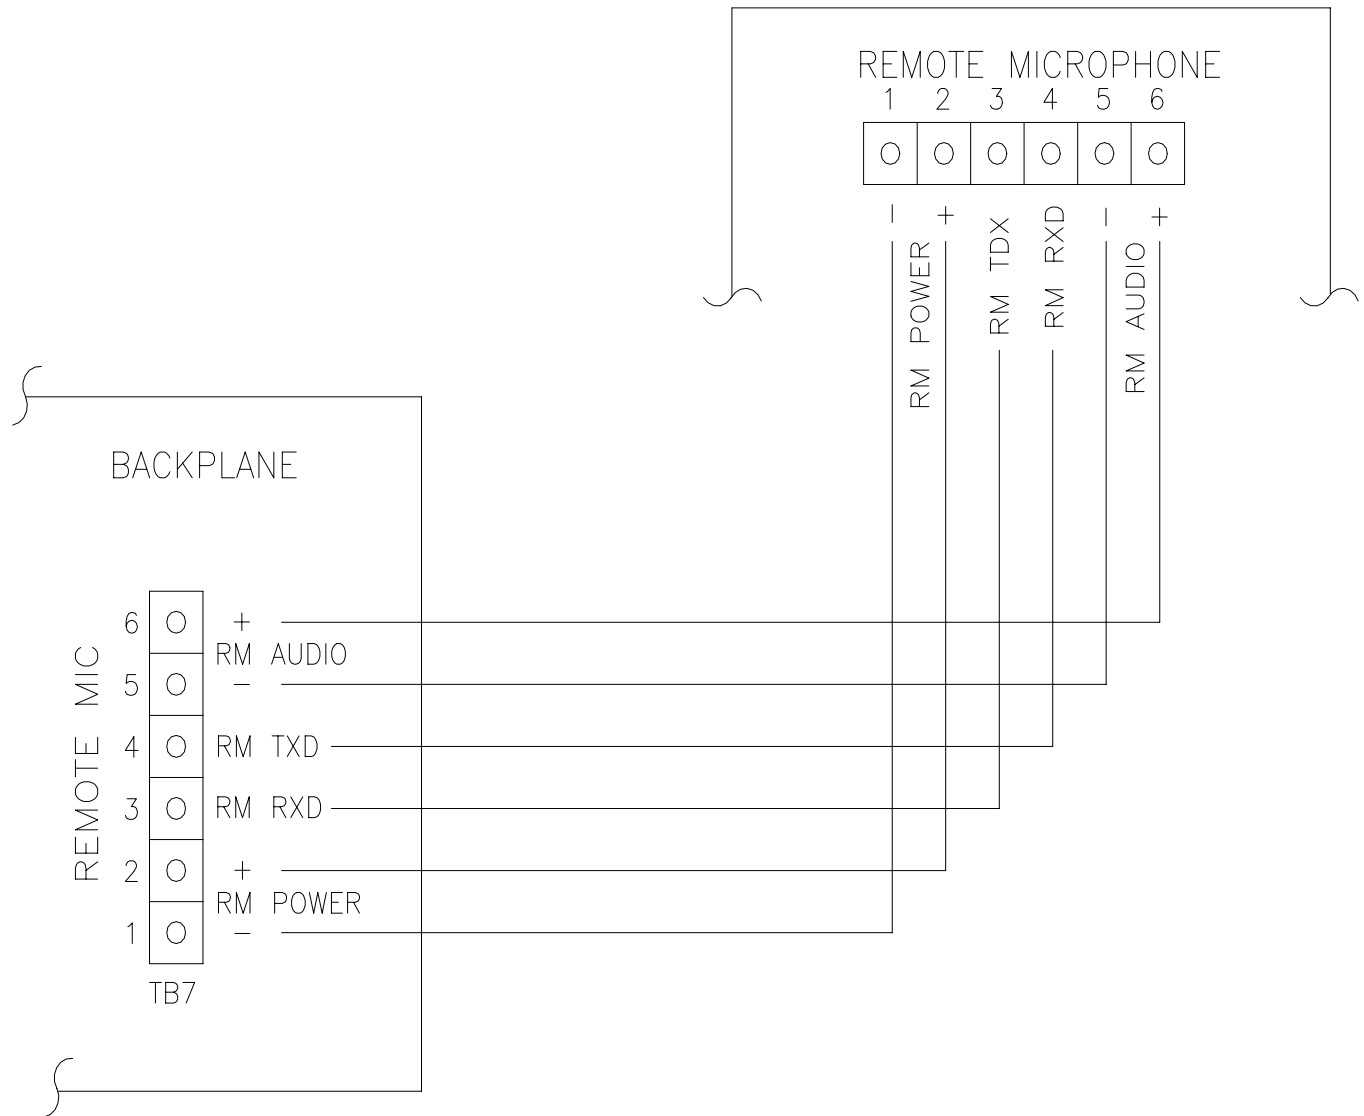 REMOTE MICROPHONE
1 2 3 4 5 6
- + - +
RM POWER
RM TDX
RM RXD
RM AUDIO
BACKPLANE
REMOTE MIC
6 +
RM AUDIO
5 -
4 RM TXD
3 RM RXD
2 +
RM POWER
1 -
TB7